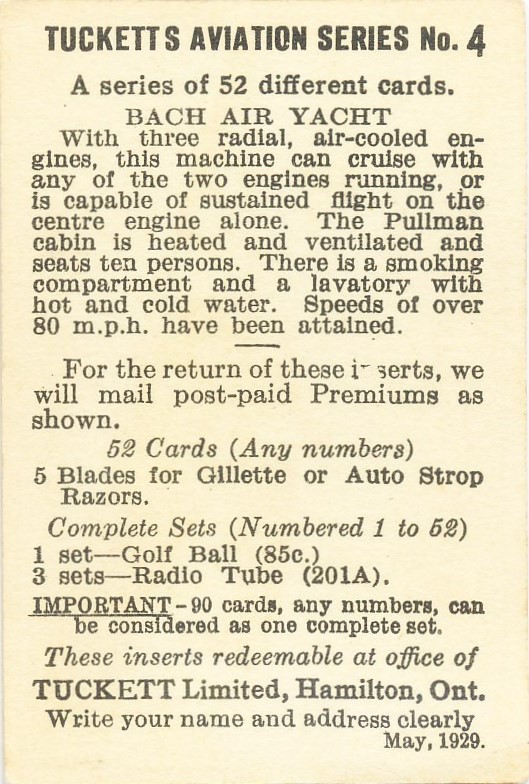 TUCKETTS AVIATION SERIES No. 4
A series of 52 different cards.
BACH AIR YACHT
With three radial, air-cooled en-
gines, this machine can cruise with
any of the two engines running, or
is capable of sustained flight on the
centre engine alone. The Pullman
cabin is heated and ventilated and
seats ten persons. There is a smoking
compartment and a lavatory with
hot and cold water. Speeds of over
80 m.p.h. have been attained.
For the return of these inserts, we
will mail post-paid Premiums as
shown.
52 Cards (Any numbers)
5 Blades for Gillette or Auto Strop
Razors.
Complete Sets (Numbered 1 to 52)
1 set—Golf Ball (85c.)
3 sets—Radio Tube (201A).
IMPORTANT-90 cards, any numbers, can
be considered as one complete set.
These inserts redeemable at office of
TUCKETT Limited, Hamilton, Ont.
Write your name and address clearly
May, 1929.